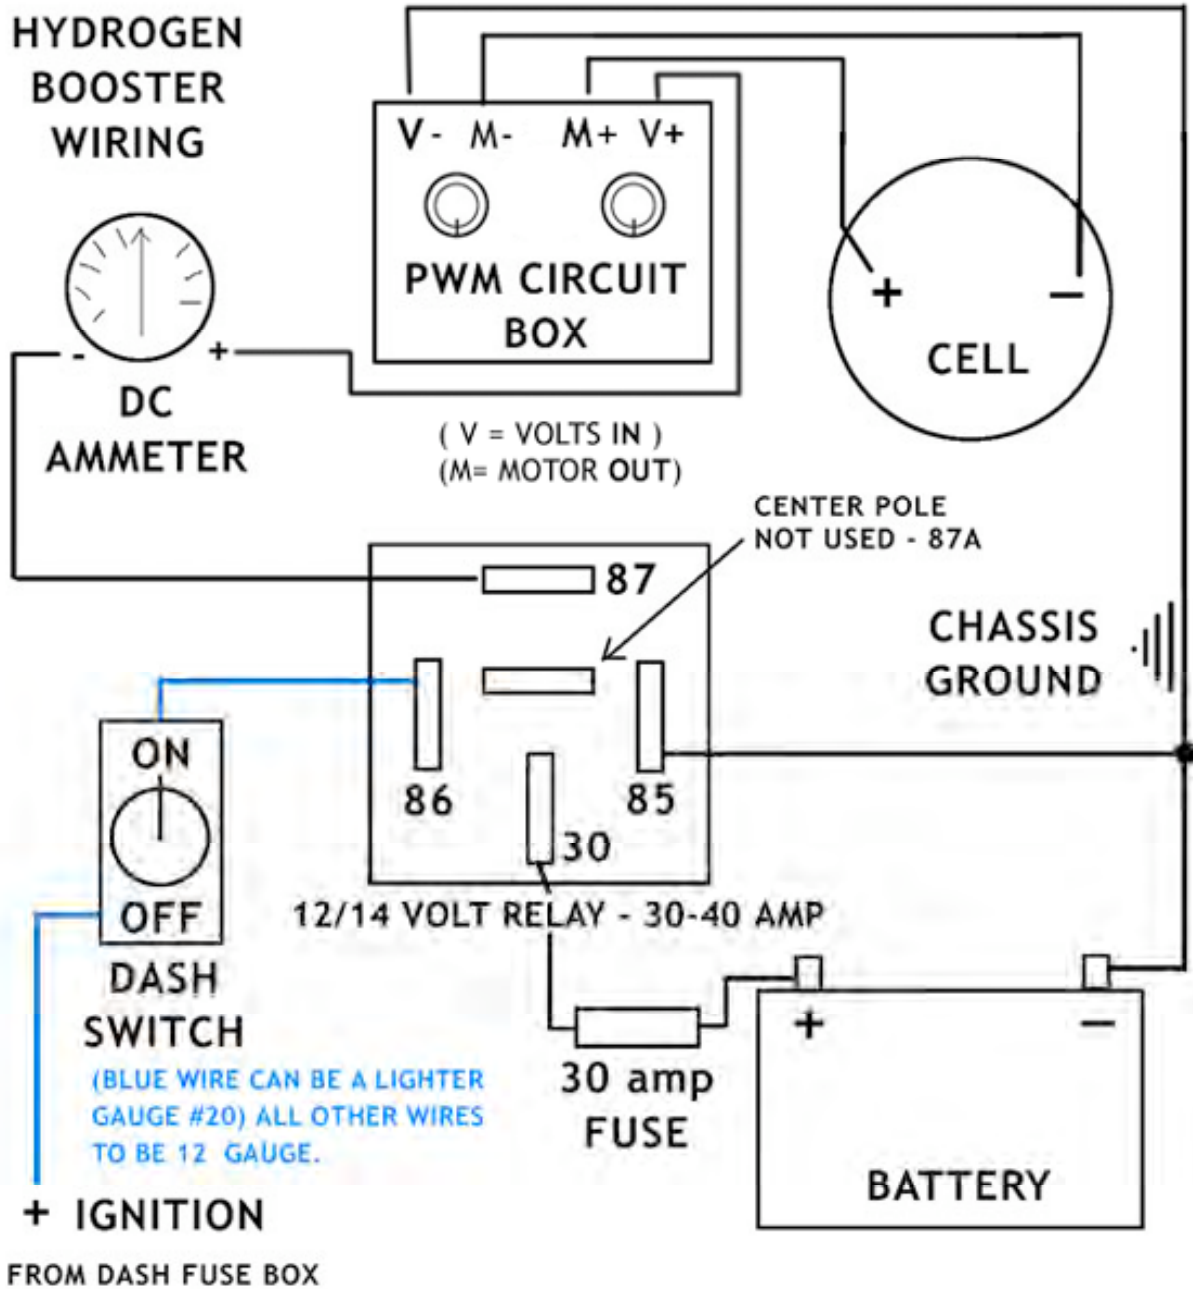 HYDROGEN
BOOSTER
WIRING
V- M- M+ V+
PWM CIRCUIT
BOX
+ −
CELL
- +
DC
AMMETER
( V = VOLTS IN )
(M= MOTOR OUT)
CENTER POLE
NOT USED - 87A
87
CHASSIS
GROUND
ON
86
85
30
OFF
12/14 VOLT RELAY - 30-40 AMP
DASH
SWITCH
+ −
(BLUE WIRE CAN BE A LIGHTER
GAUGE #20) ALL OTHER WIRES
TO BE 12 GAUGE.
30 amp
FUSE
BATTERY
+ IGNITION
FROM DASH FUSE BOX